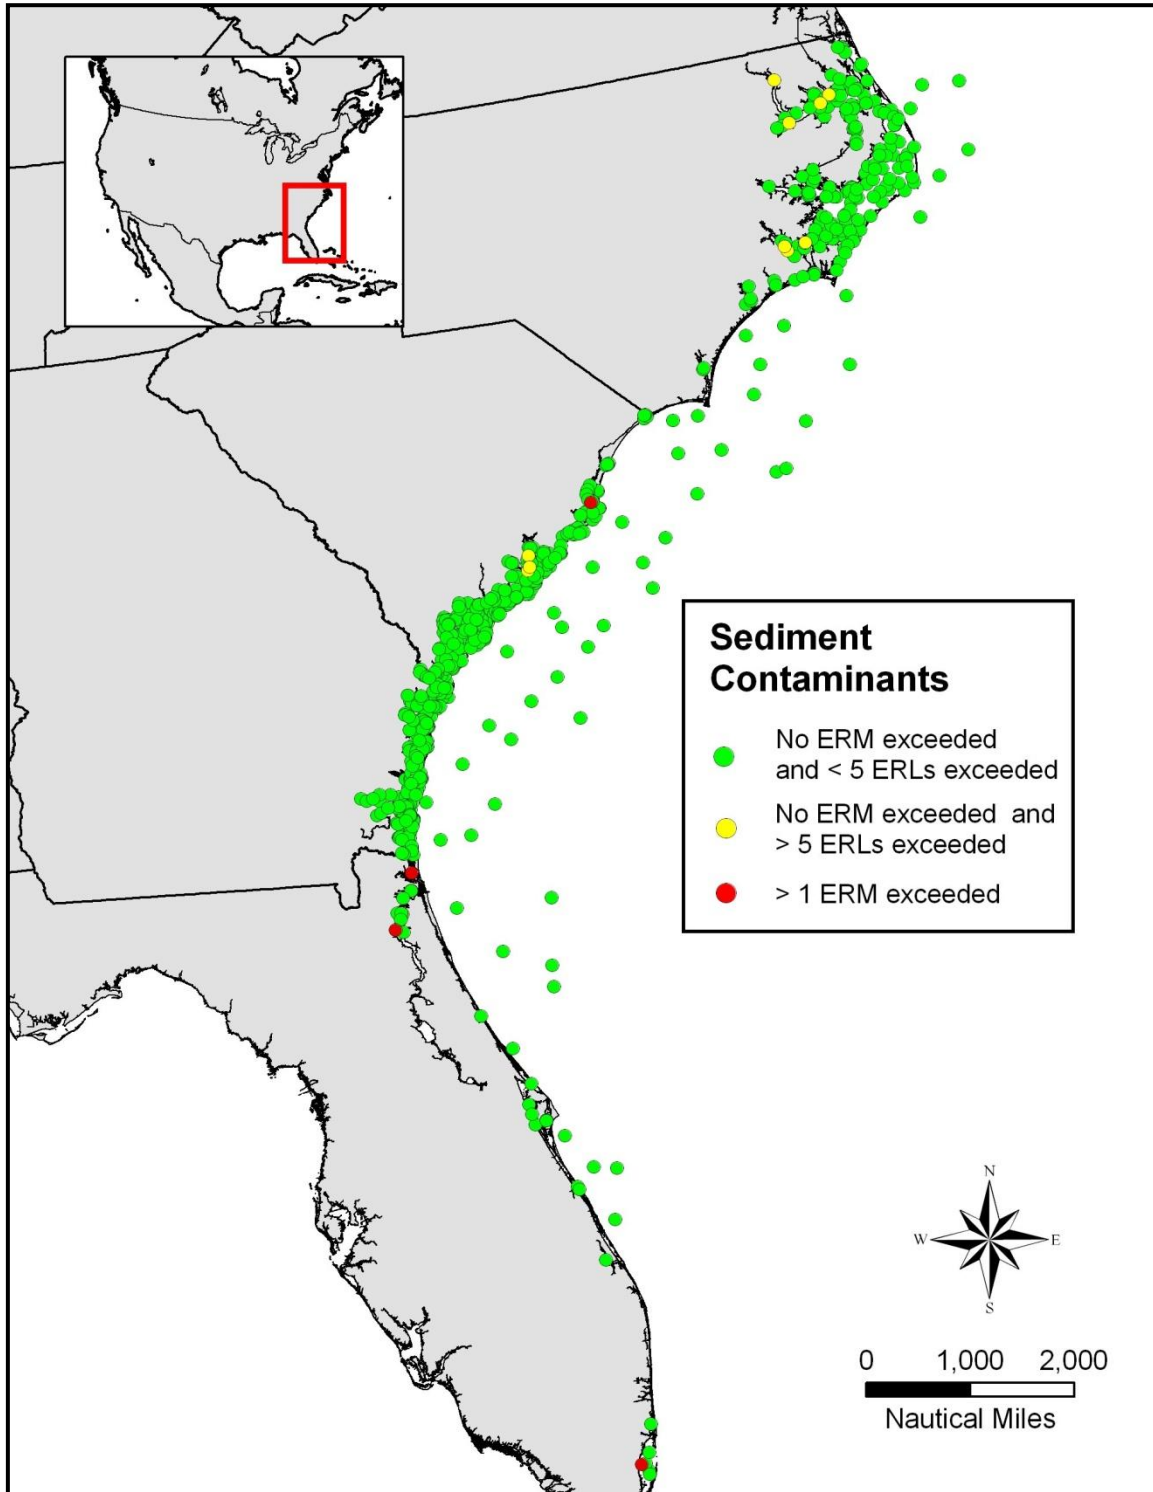 Sediment
Contaminants
No ERM exceeded
and < 5 ERLs exceeded
No ERM exceeded and
> 5 ERLs exceeded
> 1 ERM exceeded
N
W E
S
0 1,000 2,000
Nautical Miles